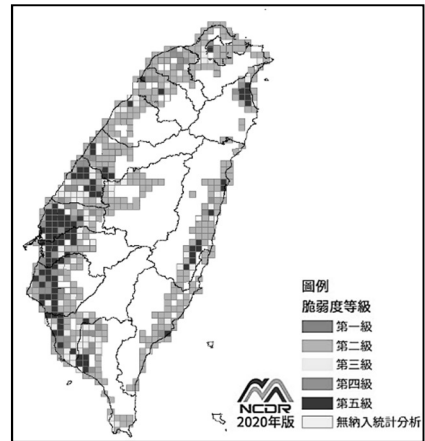 圖例
脆弱度等級
第一級
第二級
第三級
第四級
第五級
無納入統計分析
NCDR
2020年版